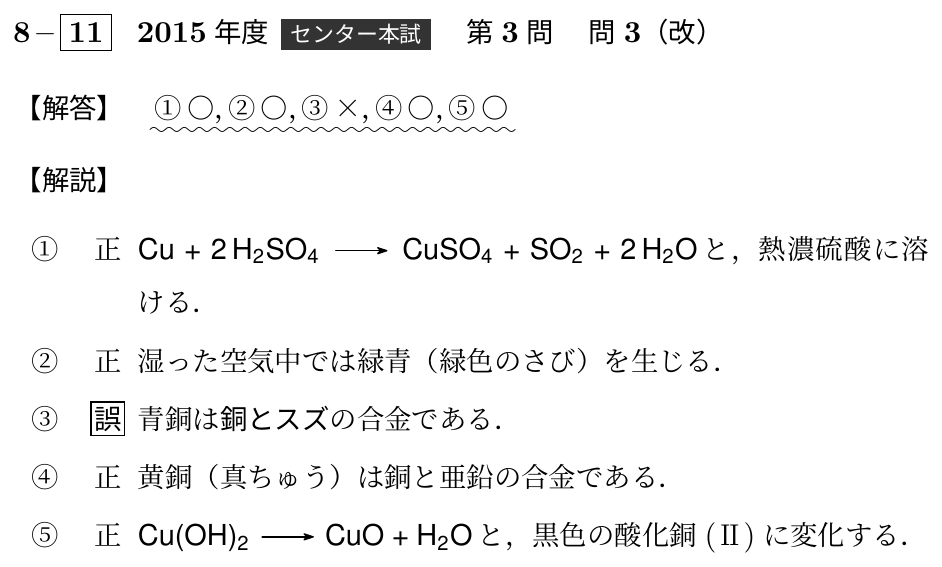 8－11 2015 年度 センター本試 第 3 問 問 3（改）
【解答】 ①○,②○,③×,④○,⑤○
【解説】
① 正 Cu + 2H₂SO₄ ⟶ CuSO₄ + SO₂ + 2H₂O と，熱濃硫酸に溶
ける．
② 正 湿った空気中では緑青（緑色のさび）を生じる．
③ 誤 青銅は銅とスズの合金である．
④ 正 黄銅（真ちゅう）は銅と亜鉛の合金である．
⑤ 正 Cu(OH)₂ ⟶ CuO + H₂O と，黒色の酸化銅 (Ⅱ) に変化する．